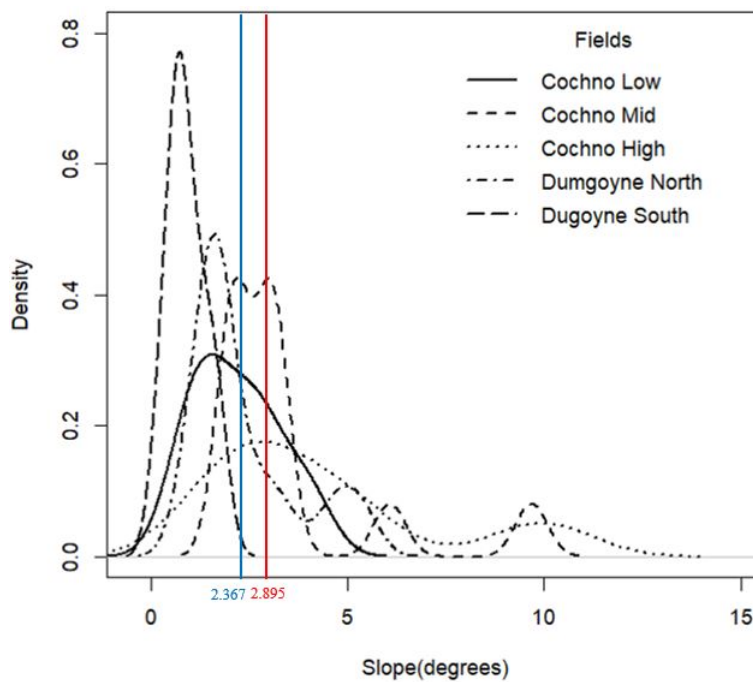 0.8
0.6
0.4
0.2
0.0
Density
Fields
Cochno Low
Cochno Mid
Cochno High
Dumgoyne North
Dugoyne South
2.367 2.895
0 5 10 15
Slope(degrees)